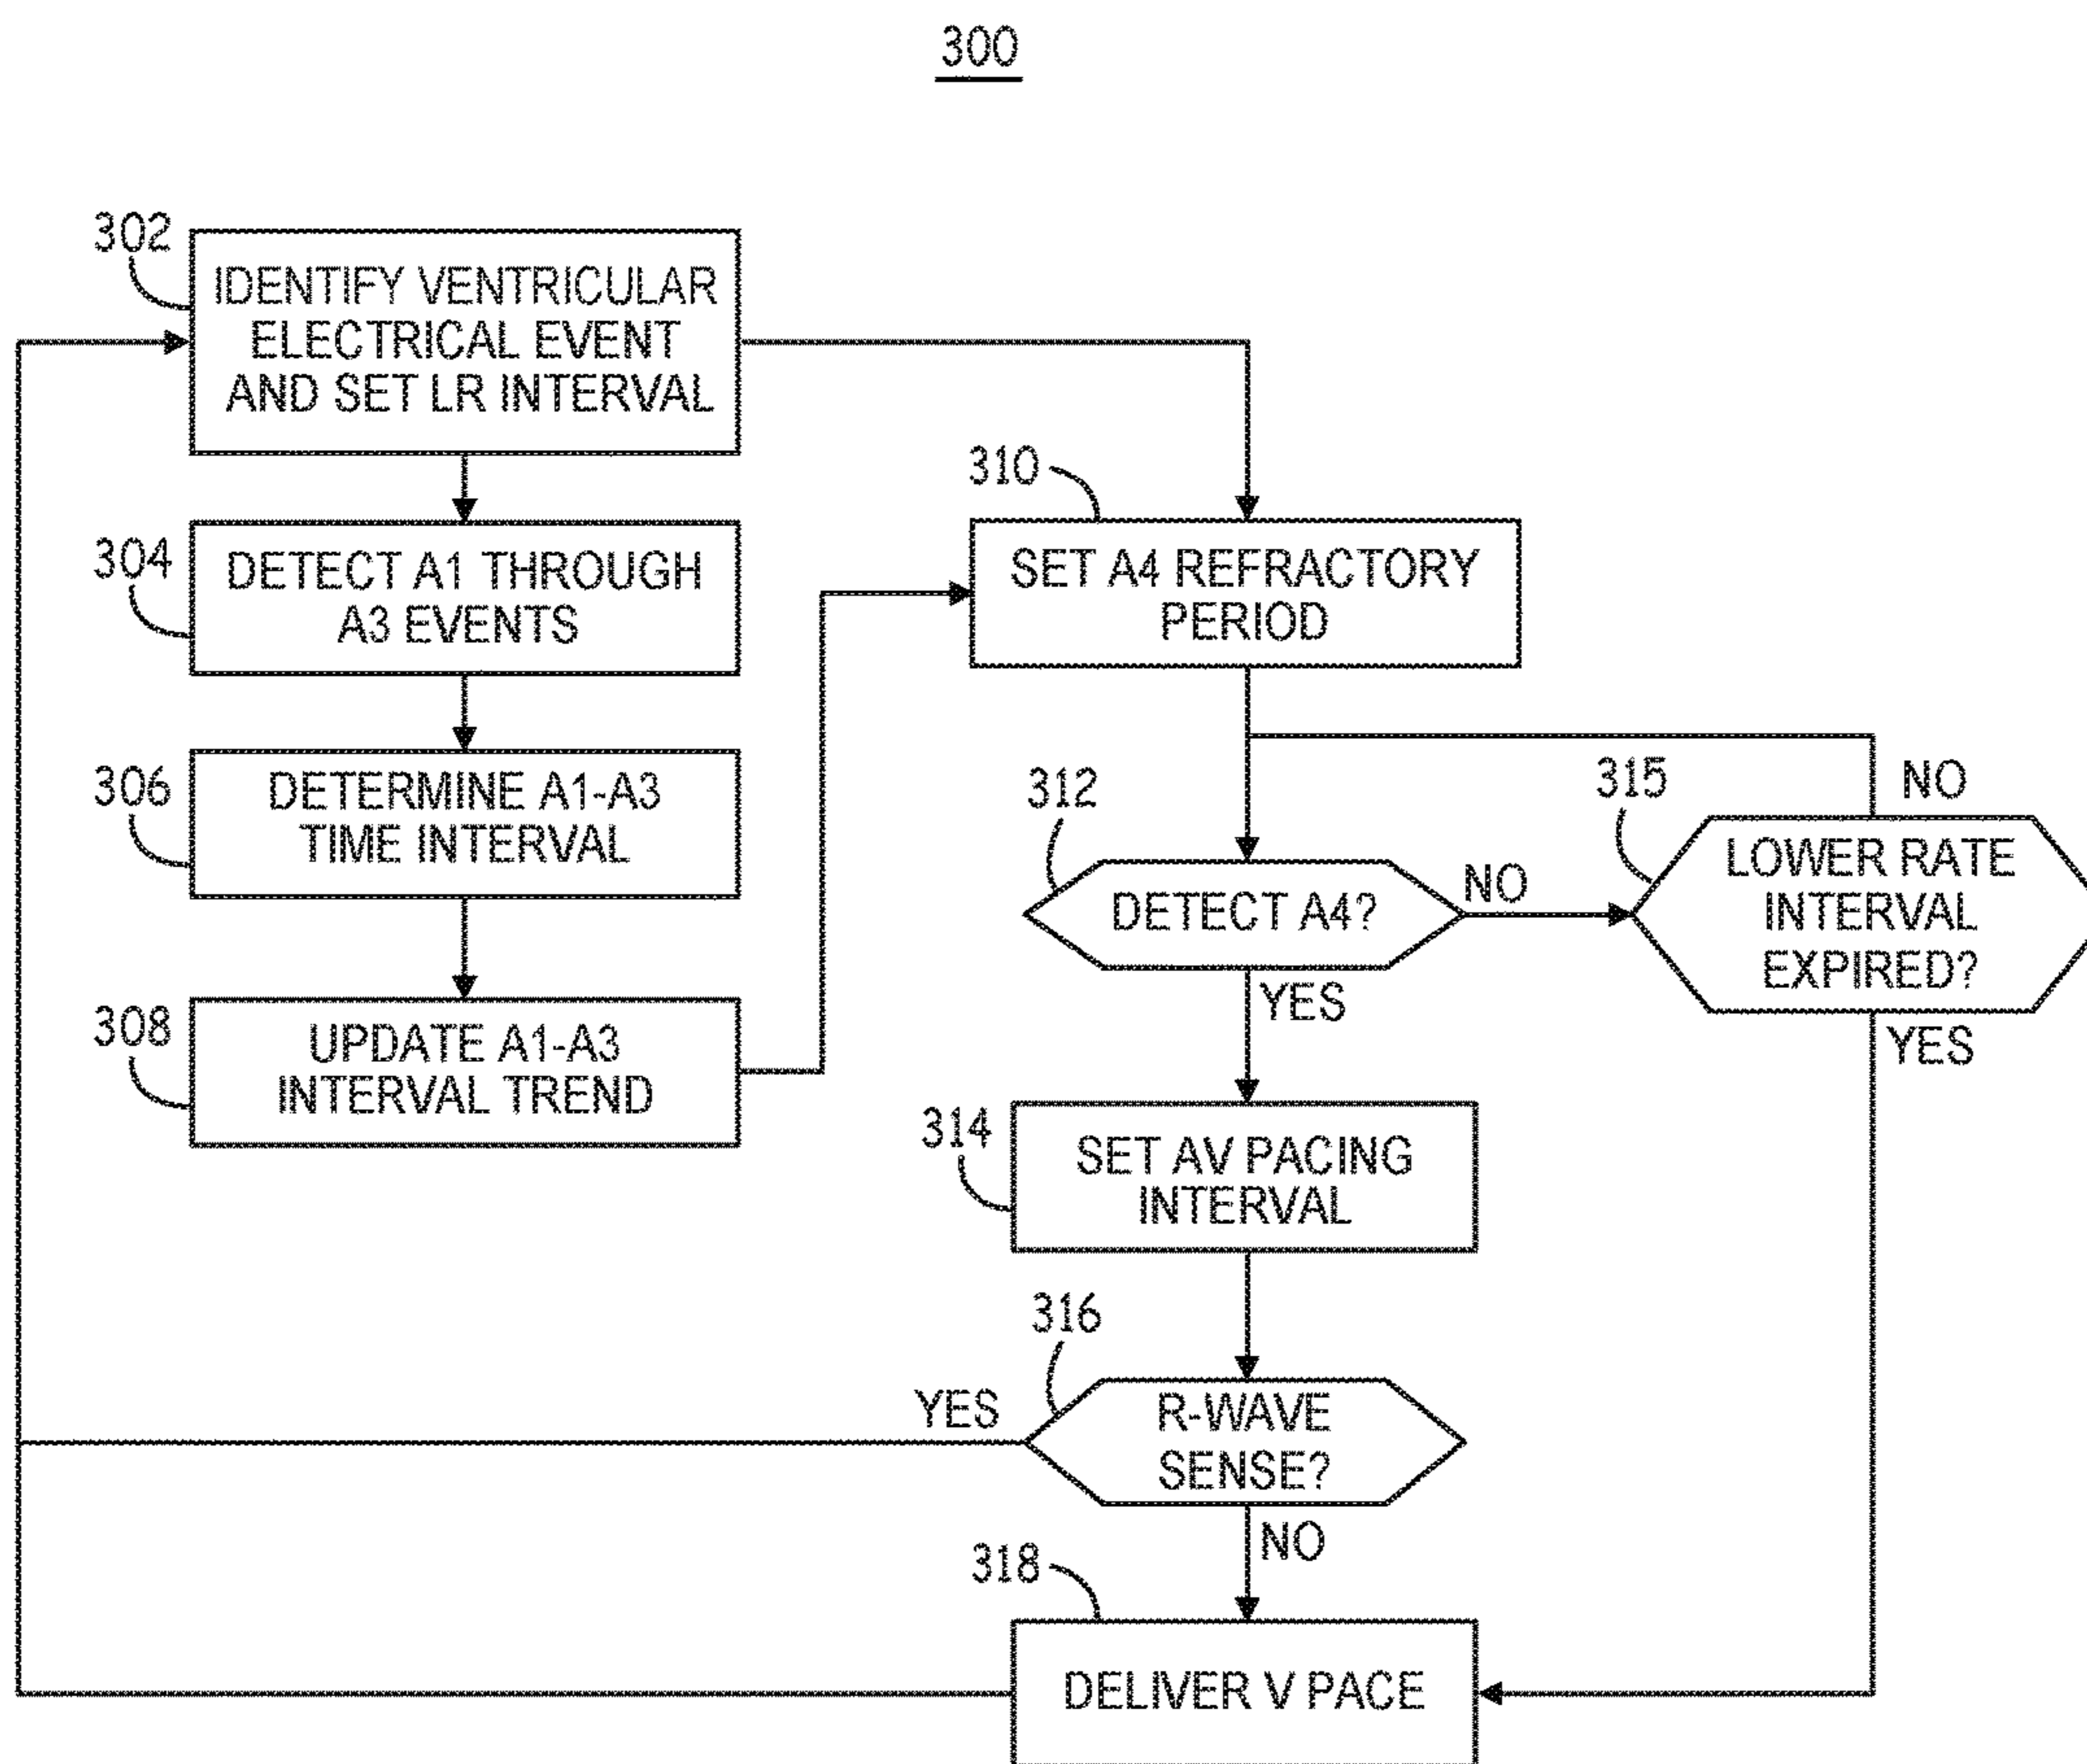 300
302
IDENTIFY VENTRICULAR
ELECTRICAL EVENT
AND SET LR INTERVAL
304
DETECT A1 THROUGH
A3 EVENTS
306
DETERMINE A1-A3
TIME INTERVAL
308
UPDATE A1-A3
INTERVAL TREND
310
SET A4 REFRACTORY
PERIOD
312
DETECT A4?
NO
YES
315
NO
LOWER RATE
INTERVAL
EXPIRED?
YES
314
SET AV PACING
INTERVAL
316
YES
R-WAVE
SENSE?
NO
318
DELIVER V PACE